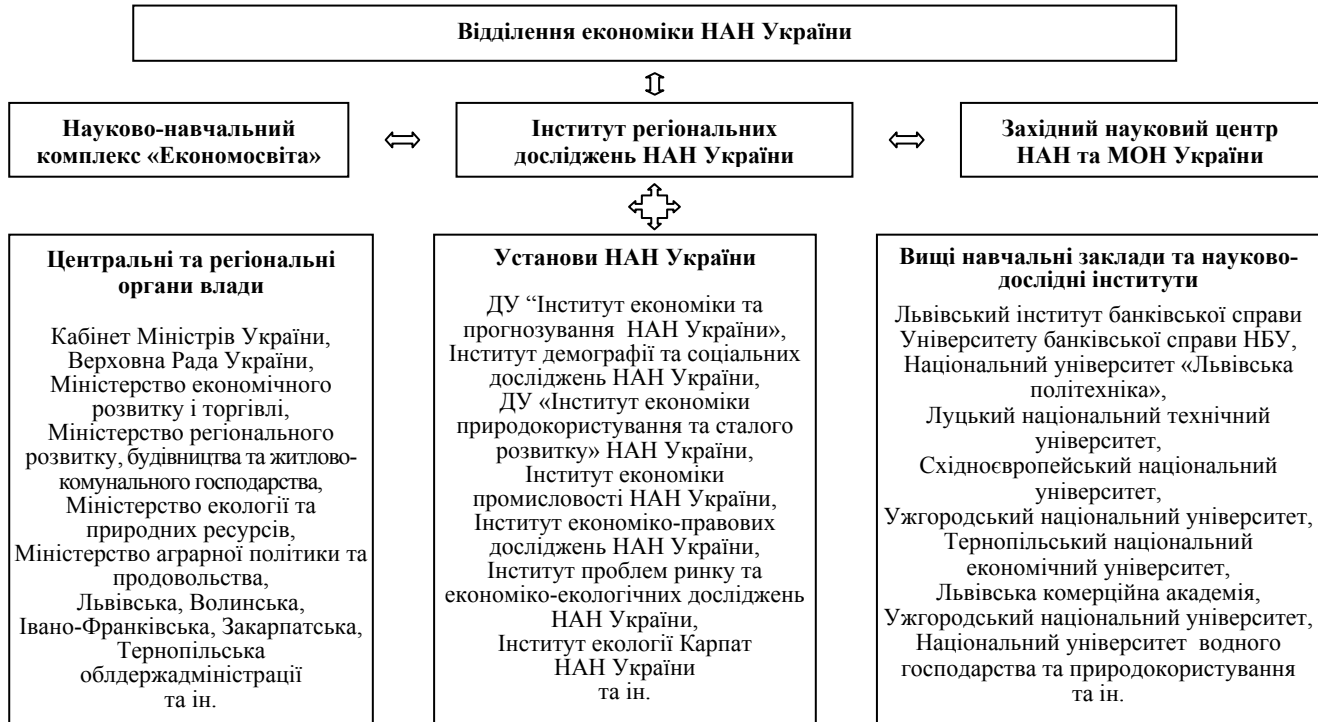 Відділення економіки НАН України
Науково-навчальний
комплекс «Економосвіта»
Інститут регіональних
досліджень НАН України
Західний науковий центр
НАН та МОН України
Центральні та регіональні
органи влади
Кабінет Міністрів України,
Верховна Рада України,
Міністерство економічного
розвитку і торгівлі,
Міністерство регіонального
розвитку, будівництва та житлово-
комунального господарства,
Міністерство екології та
природних ресурсів,
Міністерство аграрної політики та
продовольства,
Львівська, Волинська,
Івано-Франківська, Закарпатська,
Тернопільська
облдержадміністрації
та ін.
Установи НАН України
ДУ “Інститут економіки та
прогнозування НАН України»,
Інститут демографії та соціальних
досліджень НАН України,
ДУ «Інститут економіки
природокористування та сталого
розвитку» НАН України,
Інститут економіки
промисловості НАН України,
Інститут економіко-правових
досліджень НАН України,
Інститут проблем ринку та
економіко-екологічних досліджень
НАН України,
Інститут екології Карпат
НАН України
та ін.
Вищі навчальні заклади та науково-
дослідні інститути
Львівський інститут банківської справи
Університету банківської справи НБУ,
Національний університет «Львівська
політехніка»,
Луцький національний технічний
університет,
Східноєвропейський національний
університет,
Ужгородський національний університет,
Тернопільський національний
економічний університет,
Львівська комерційна академія,
Ужгородський національний університет,
Національний університет водного
господарства та природокористування
та ін.